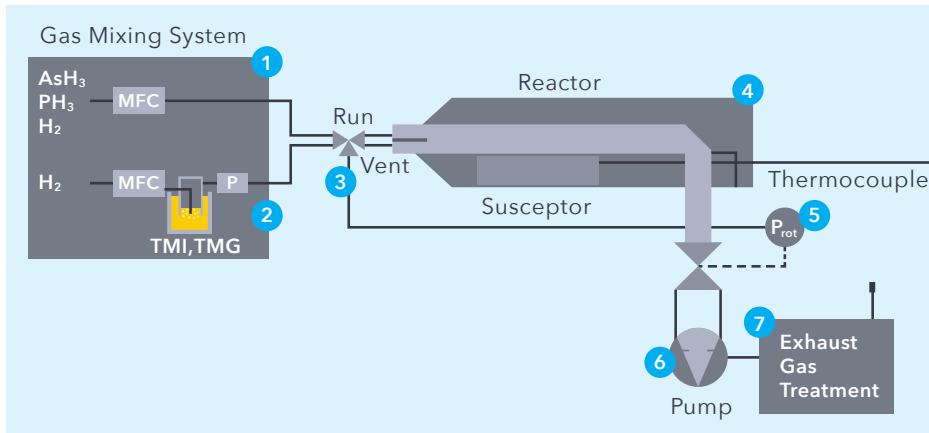 Gas Mixing System
1
AsH₃
PH₃
H₂
MFC
H₂
MFC
P
2
TMI,TMG
Run
Vent
3
Reactor
4
Susceptor
Thermocouple
5
Prot
6
Pump
7
Exhaust
Gas
Treatment